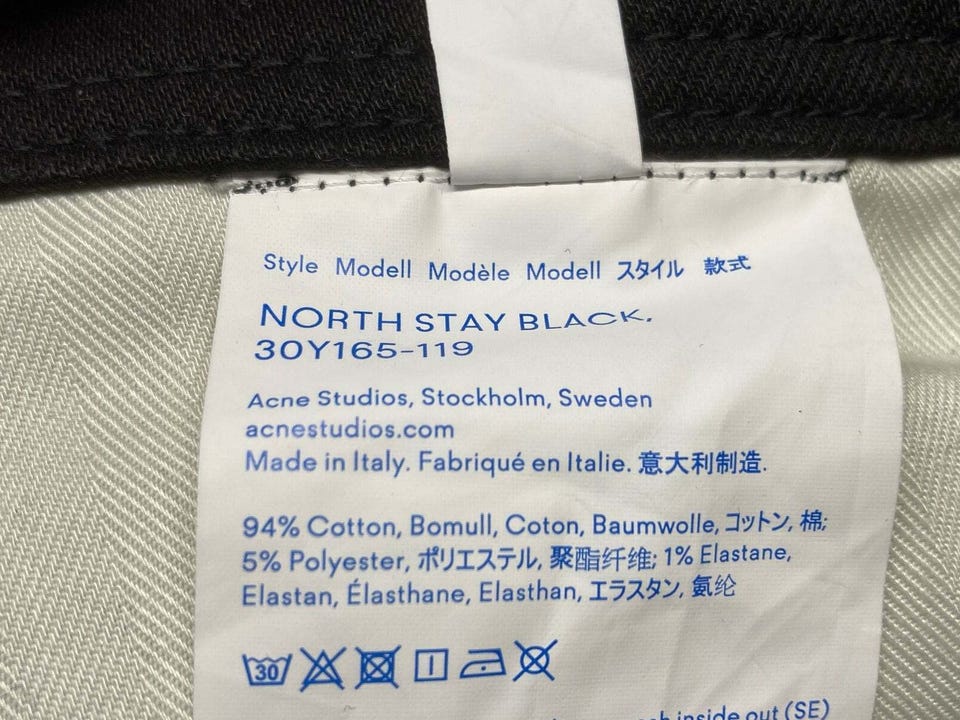 Style Modell Modèle Modell スタイル 款式
NORTH STAY BLACK,
30Y165-119
Acne Studios, Stockholm, Sweden
acnestudios.com
Made in Italy. Fabriqué en Italie. 意大利制造.
94% Cotton, Bomull, Coton, Baumwolle, コットン, 棉;
5% Polyester, ポリエステル, 聚酯纤维; 1% Elastane,
Elastan, Élasthane, Elasthan, エラスタン, 氨纶
30
inside out (SE)